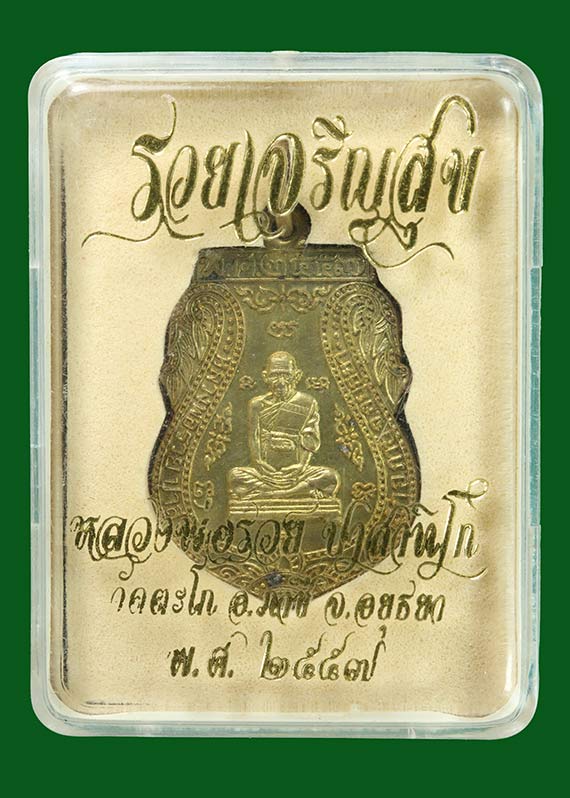 รวยเจริญสุข
หลวงพ่อรวย ปาสาทิโก
วัดตะโก อ.ภาชี จ.อยุธยา
พ.ศ. ๒๕๕๗